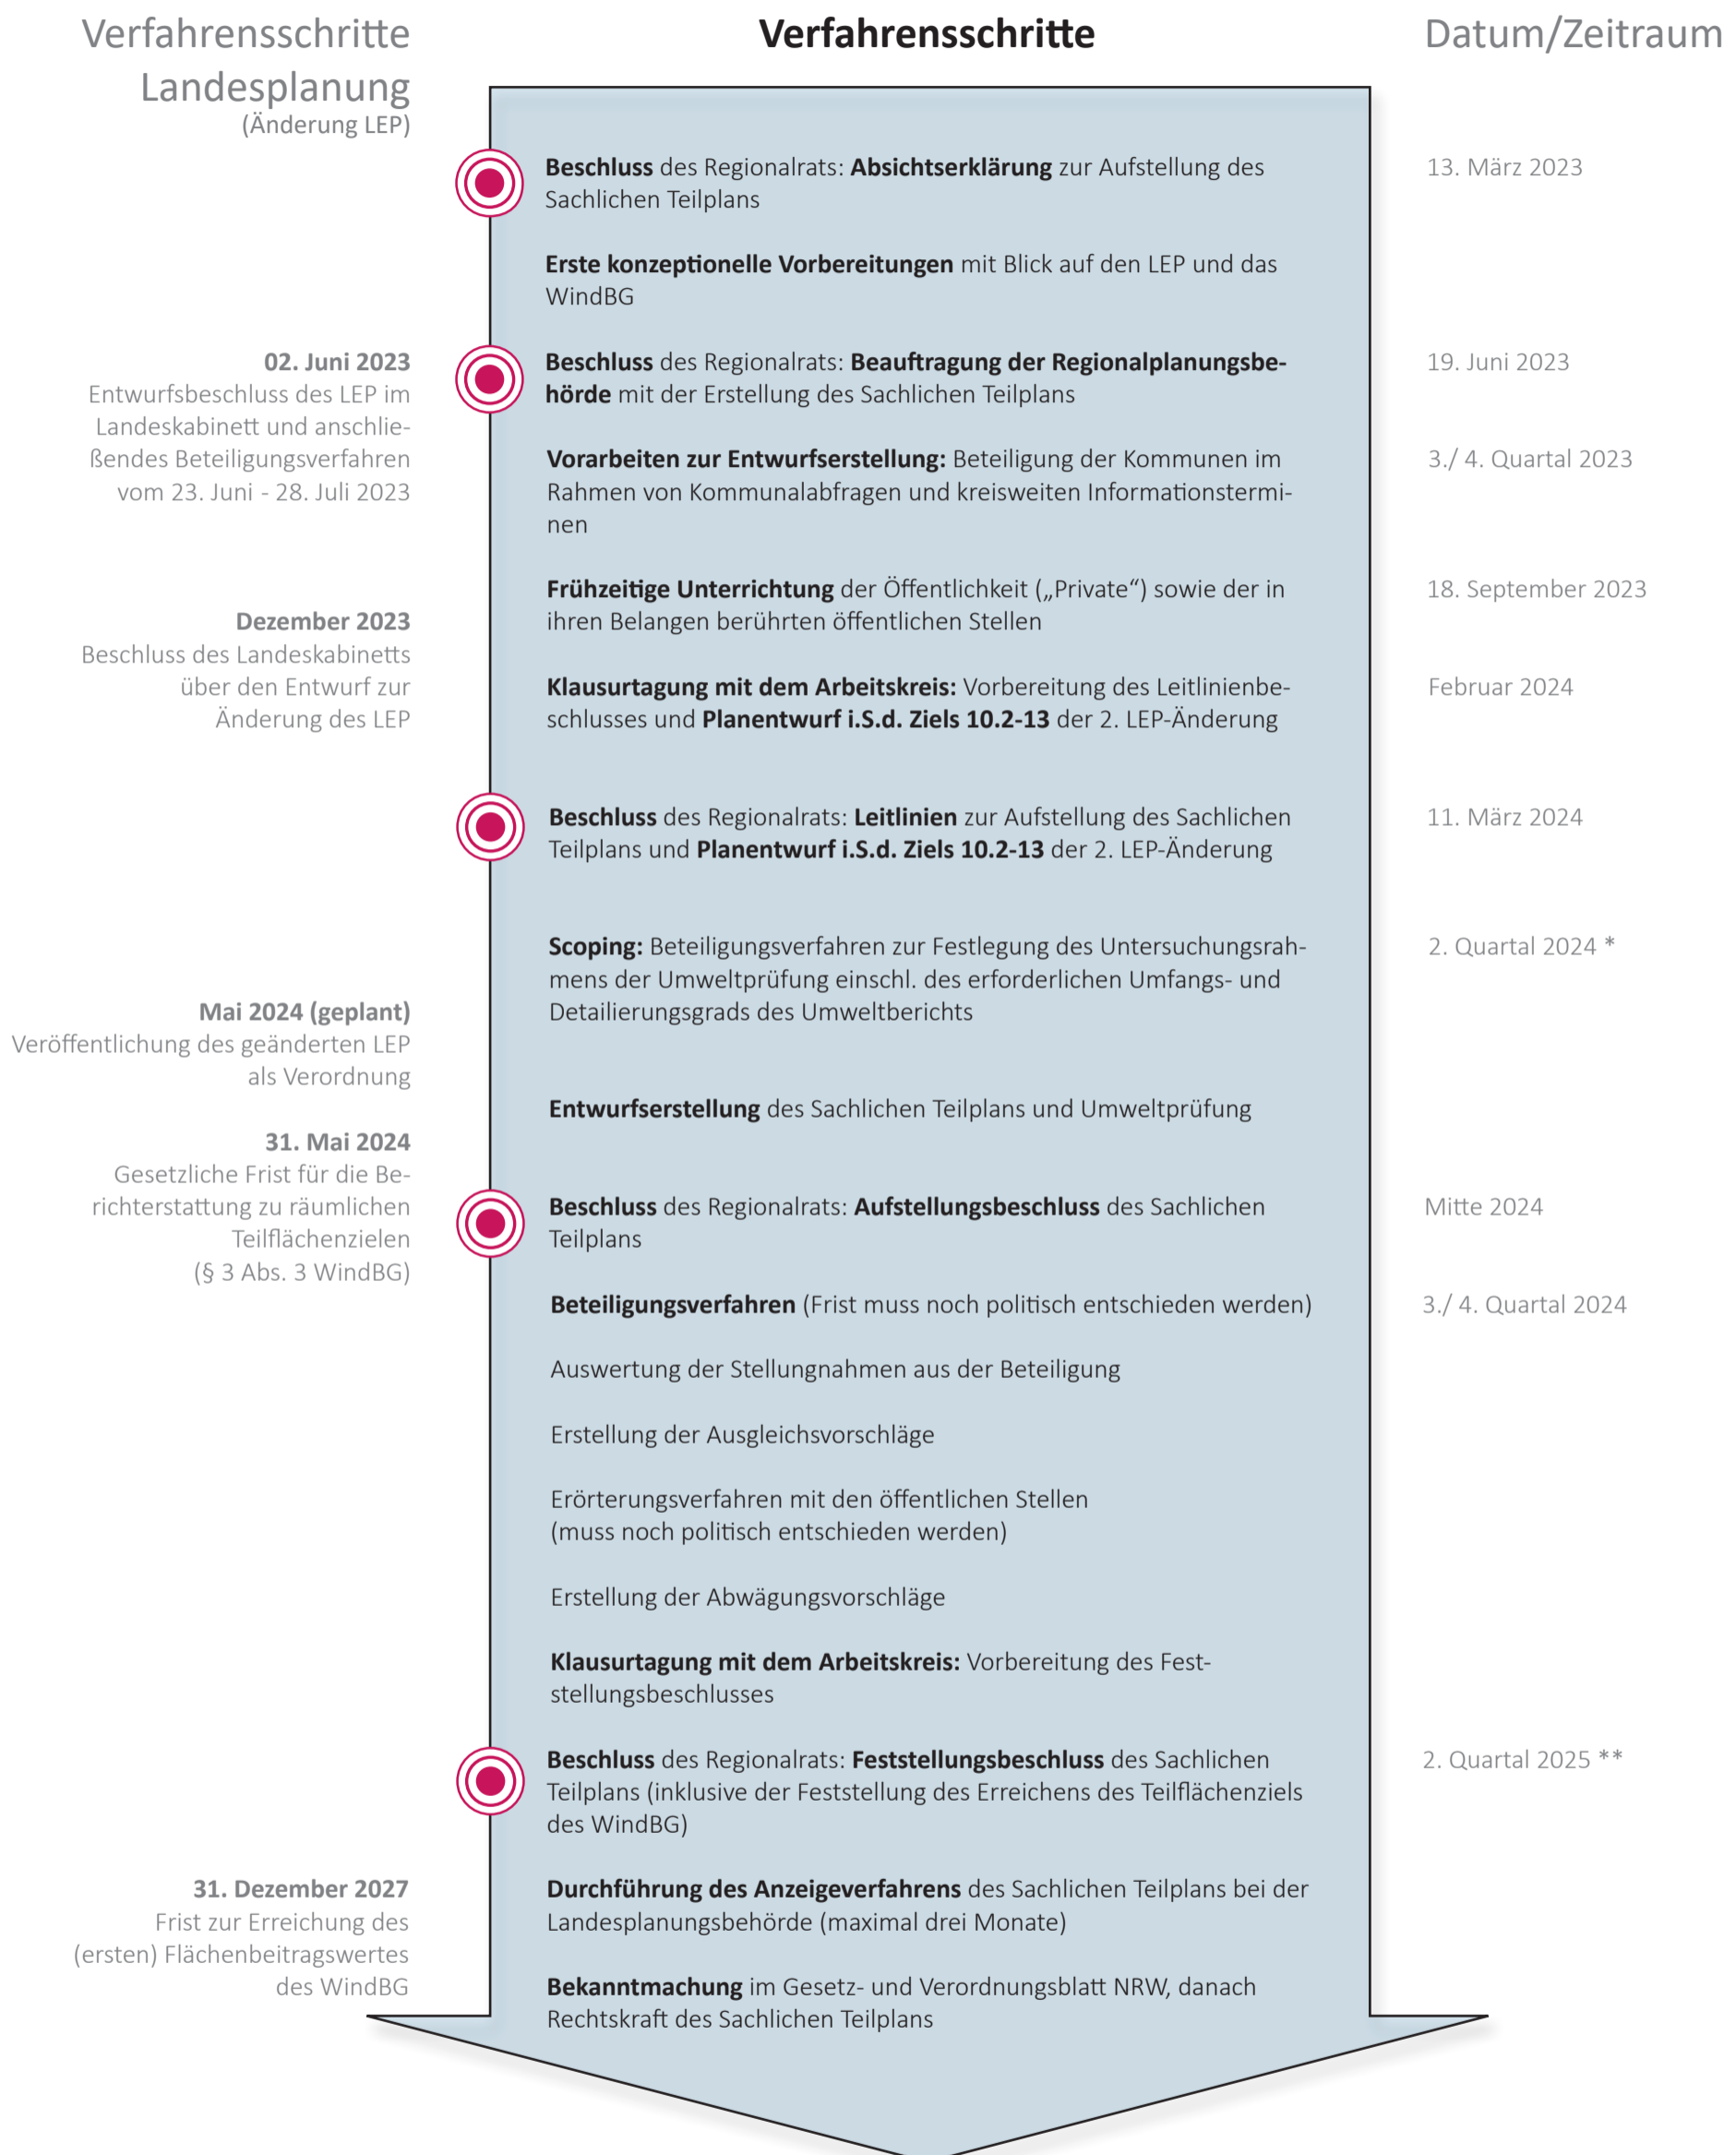 Verfahrensschritte
Landesplanung
(Änderung LEP)
Verfahrensschritte
Datum/Zeitraum
Beschluss des Regionalrats: Absichtserklärung zur Aufstellung des
Sachlichen Teilplans
13. März 2023
Erste konzeptionelle Vorbereitungen mit Blick auf den LEP und das
WindBG
02. Juni 2023
Entwurfsbeschluss des LEP im
Landeskabinett und anschlie-
ßendes Beteiligungsverfahren
vom 23. Juni - 28. Juli 2023
Beschluss des Regionalrats: Beauftragung der Regionalplanungsbe-
hörde mit der Erstellung des Sachlichen Teilplans
19. Juni 2023
Vorarbeiten zur Entwurfserstellung: Beteiligung der Kommunen im
Rahmen von Kommunalabfragen und kreisweiten Informationstermi-
nen
3./ 4. Quartal 2023
Frühzeitige Unterrichtung der Öffentlichkeit („Private“) sowie der in
ihren Belangen berührten öffentlichen Stellen
18. September 2023
Dezember 2023
Beschluss des Landeskabinetts
über den Entwurf zur
Änderung des LEP
Klausurtagung mit dem Arbeitskreis: Vorbereitung des Leitlinienbe-
schlusses und Planentwurf i.S.d. Ziels 10.2-13 der 2. LEP-Änderung
Februar 2024
Beschluss des Regionalrats: Leitlinien zur Aufstellung des Sachlichen
Teilplans und Planentwurf i.S.d. Ziels 10.2-13 der 2. LEP-Änderung
11. März 2024
Scoping: Beteiligungsverfahren zur Festlegung des Untersuchungsrah-
mens der Umweltprüfung einschl. des erforderlichen Umfangs- und
Detailierungsgrads des Umweltberichts
2. Quartal 2024 *
Mai 2024 (geplant)
Veröffentlichung des geänderten LEP
als Verordnung
Entwurfserstellung des Sachlichen Teilplans und Umweltprüfung
31. Mai 2024
Gesetzliche Frist für die Be-
richterstattung zu räumlichen
Teilflächenzielen
(§ 3 Abs. 3 WindBG)
Beschluss des Regionalrats: Aufstellungsbeschluss des Sachlichen
Teilplans
Mitte 2024
Beteiligungsverfahren (Frist muss noch politisch entschieden werden)
3./ 4. Quartal 2024
Auswertung der Stellungnahmen aus der Beteiligung
Erstellung der Ausgleichsvorschläge
Erörterungsverfahren mit den öffentlichen Stellen
(muss noch politisch entschieden werden)
Erstellung der Abwägungsvorschläge
Klausurtagung mit dem Arbeitskreis: Vorbereitung des Fest-
stellungsbeschlusses
Beschluss des Regionalrats: Feststellungsbeschluss des Sachlichen
Teilplans (inklusive der Feststellung des Erreichens des Teilflächenziels
des WindBG)
2. Quartal 2025 **
31. Dezember 2027
Frist zur Erreichung des
(ersten) Flächenbeitragswertes
des WindBG
Durchführung des Anzeigeverfahrens des Sachlichen Teilplans bei der
Landesplanungsbehörde (maximal drei Monate)
Bekanntmachung im Gesetz- und Verordnungsblatt NRW, danach
Rechtskraft des Sachlichen Teilplans